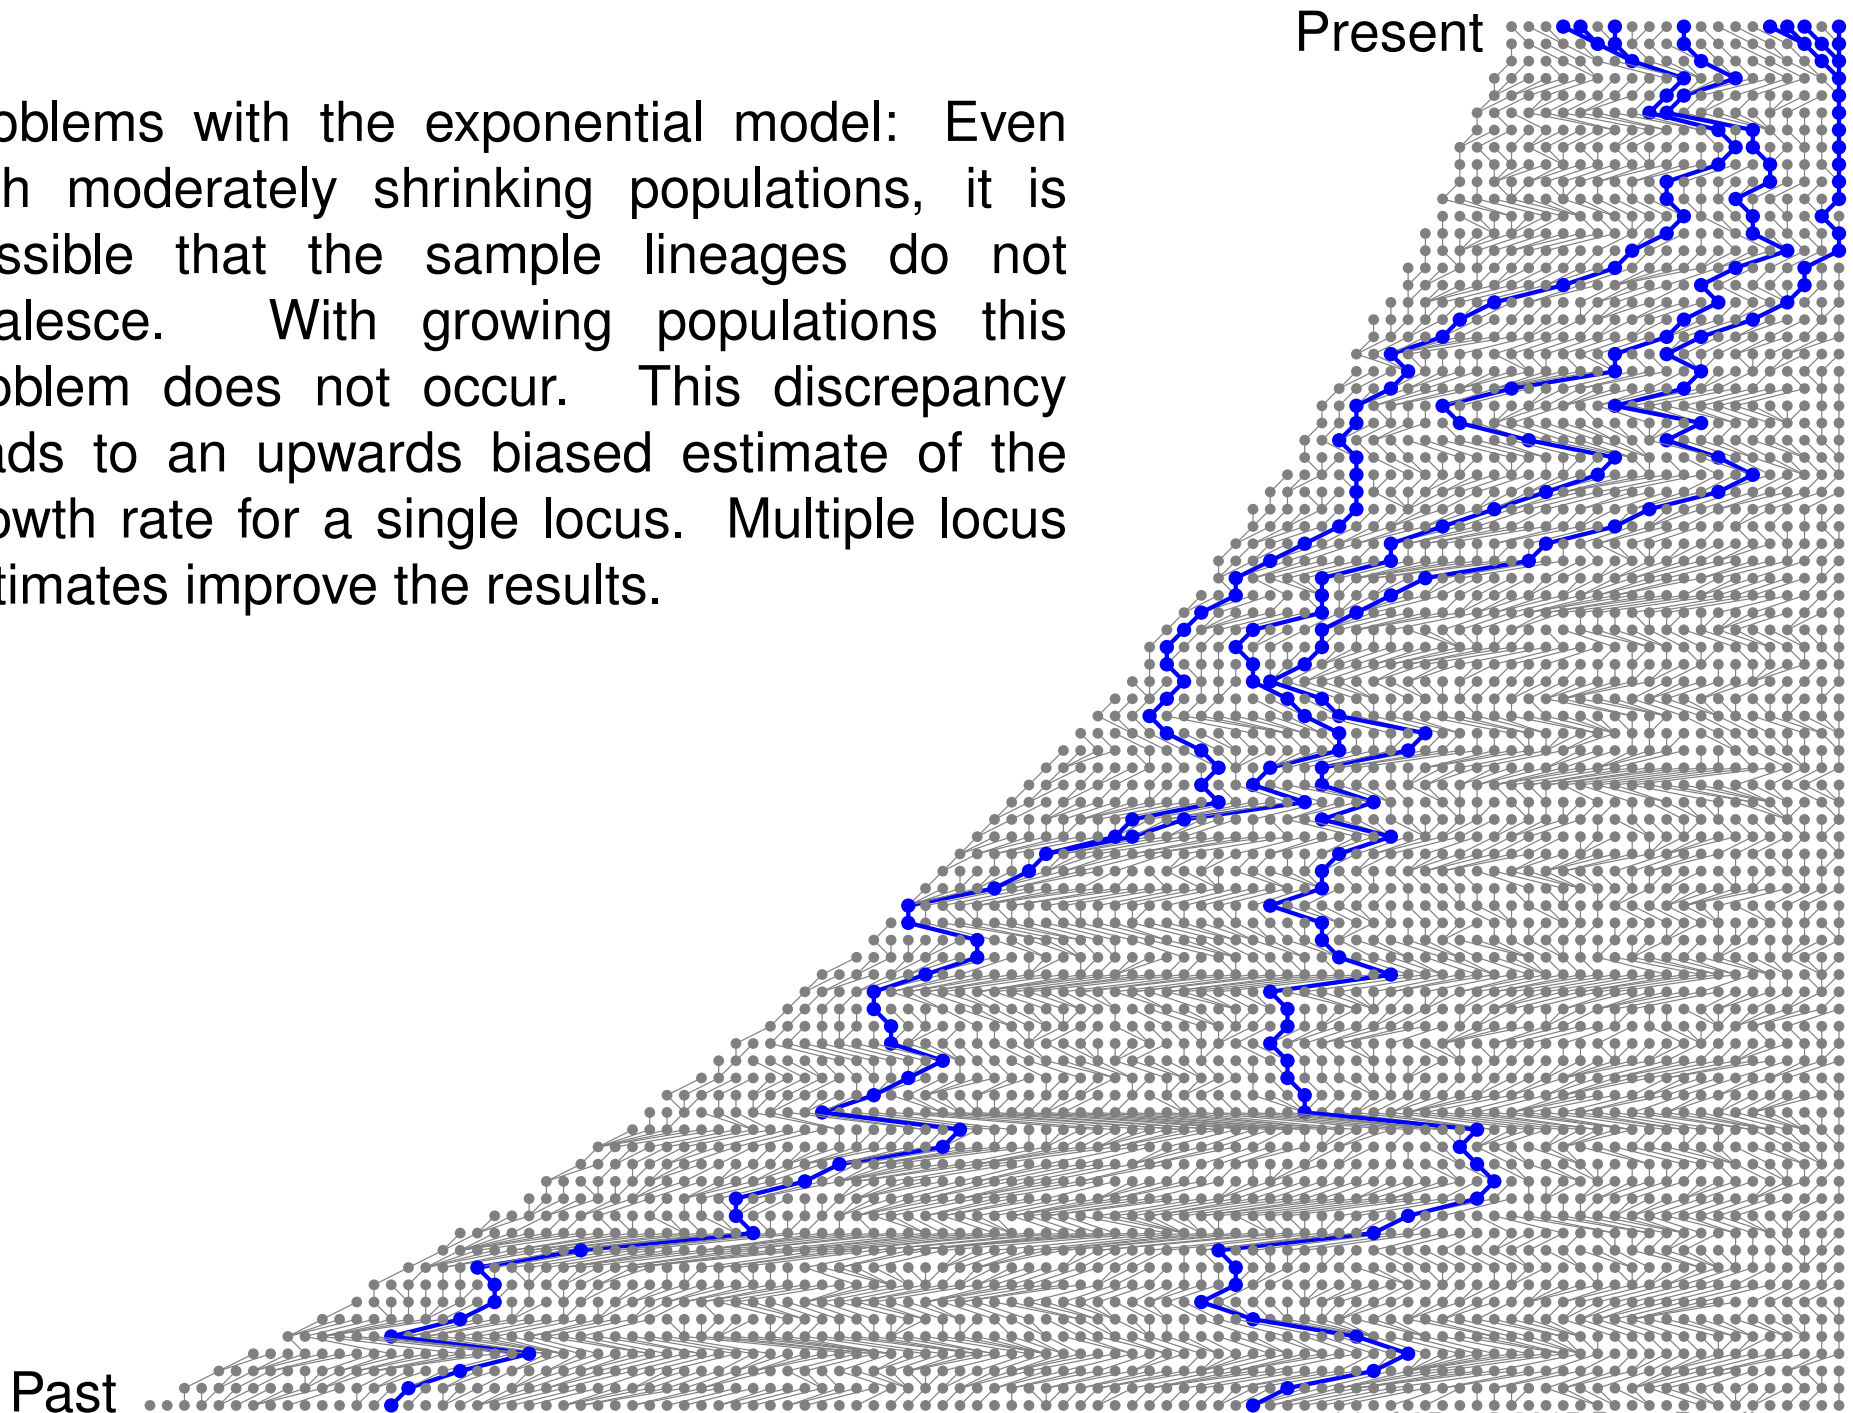 Present
oblems with the exponential model: Even
h moderately shrinking populations, it is
ssible that the sample lineages do not
alesce. With growing populations this
oblem does not occur. This discrepancy
ads to an upwards biased estimate of the
owth rate for a single locus. Multiple locus
timates improve the results.
Past